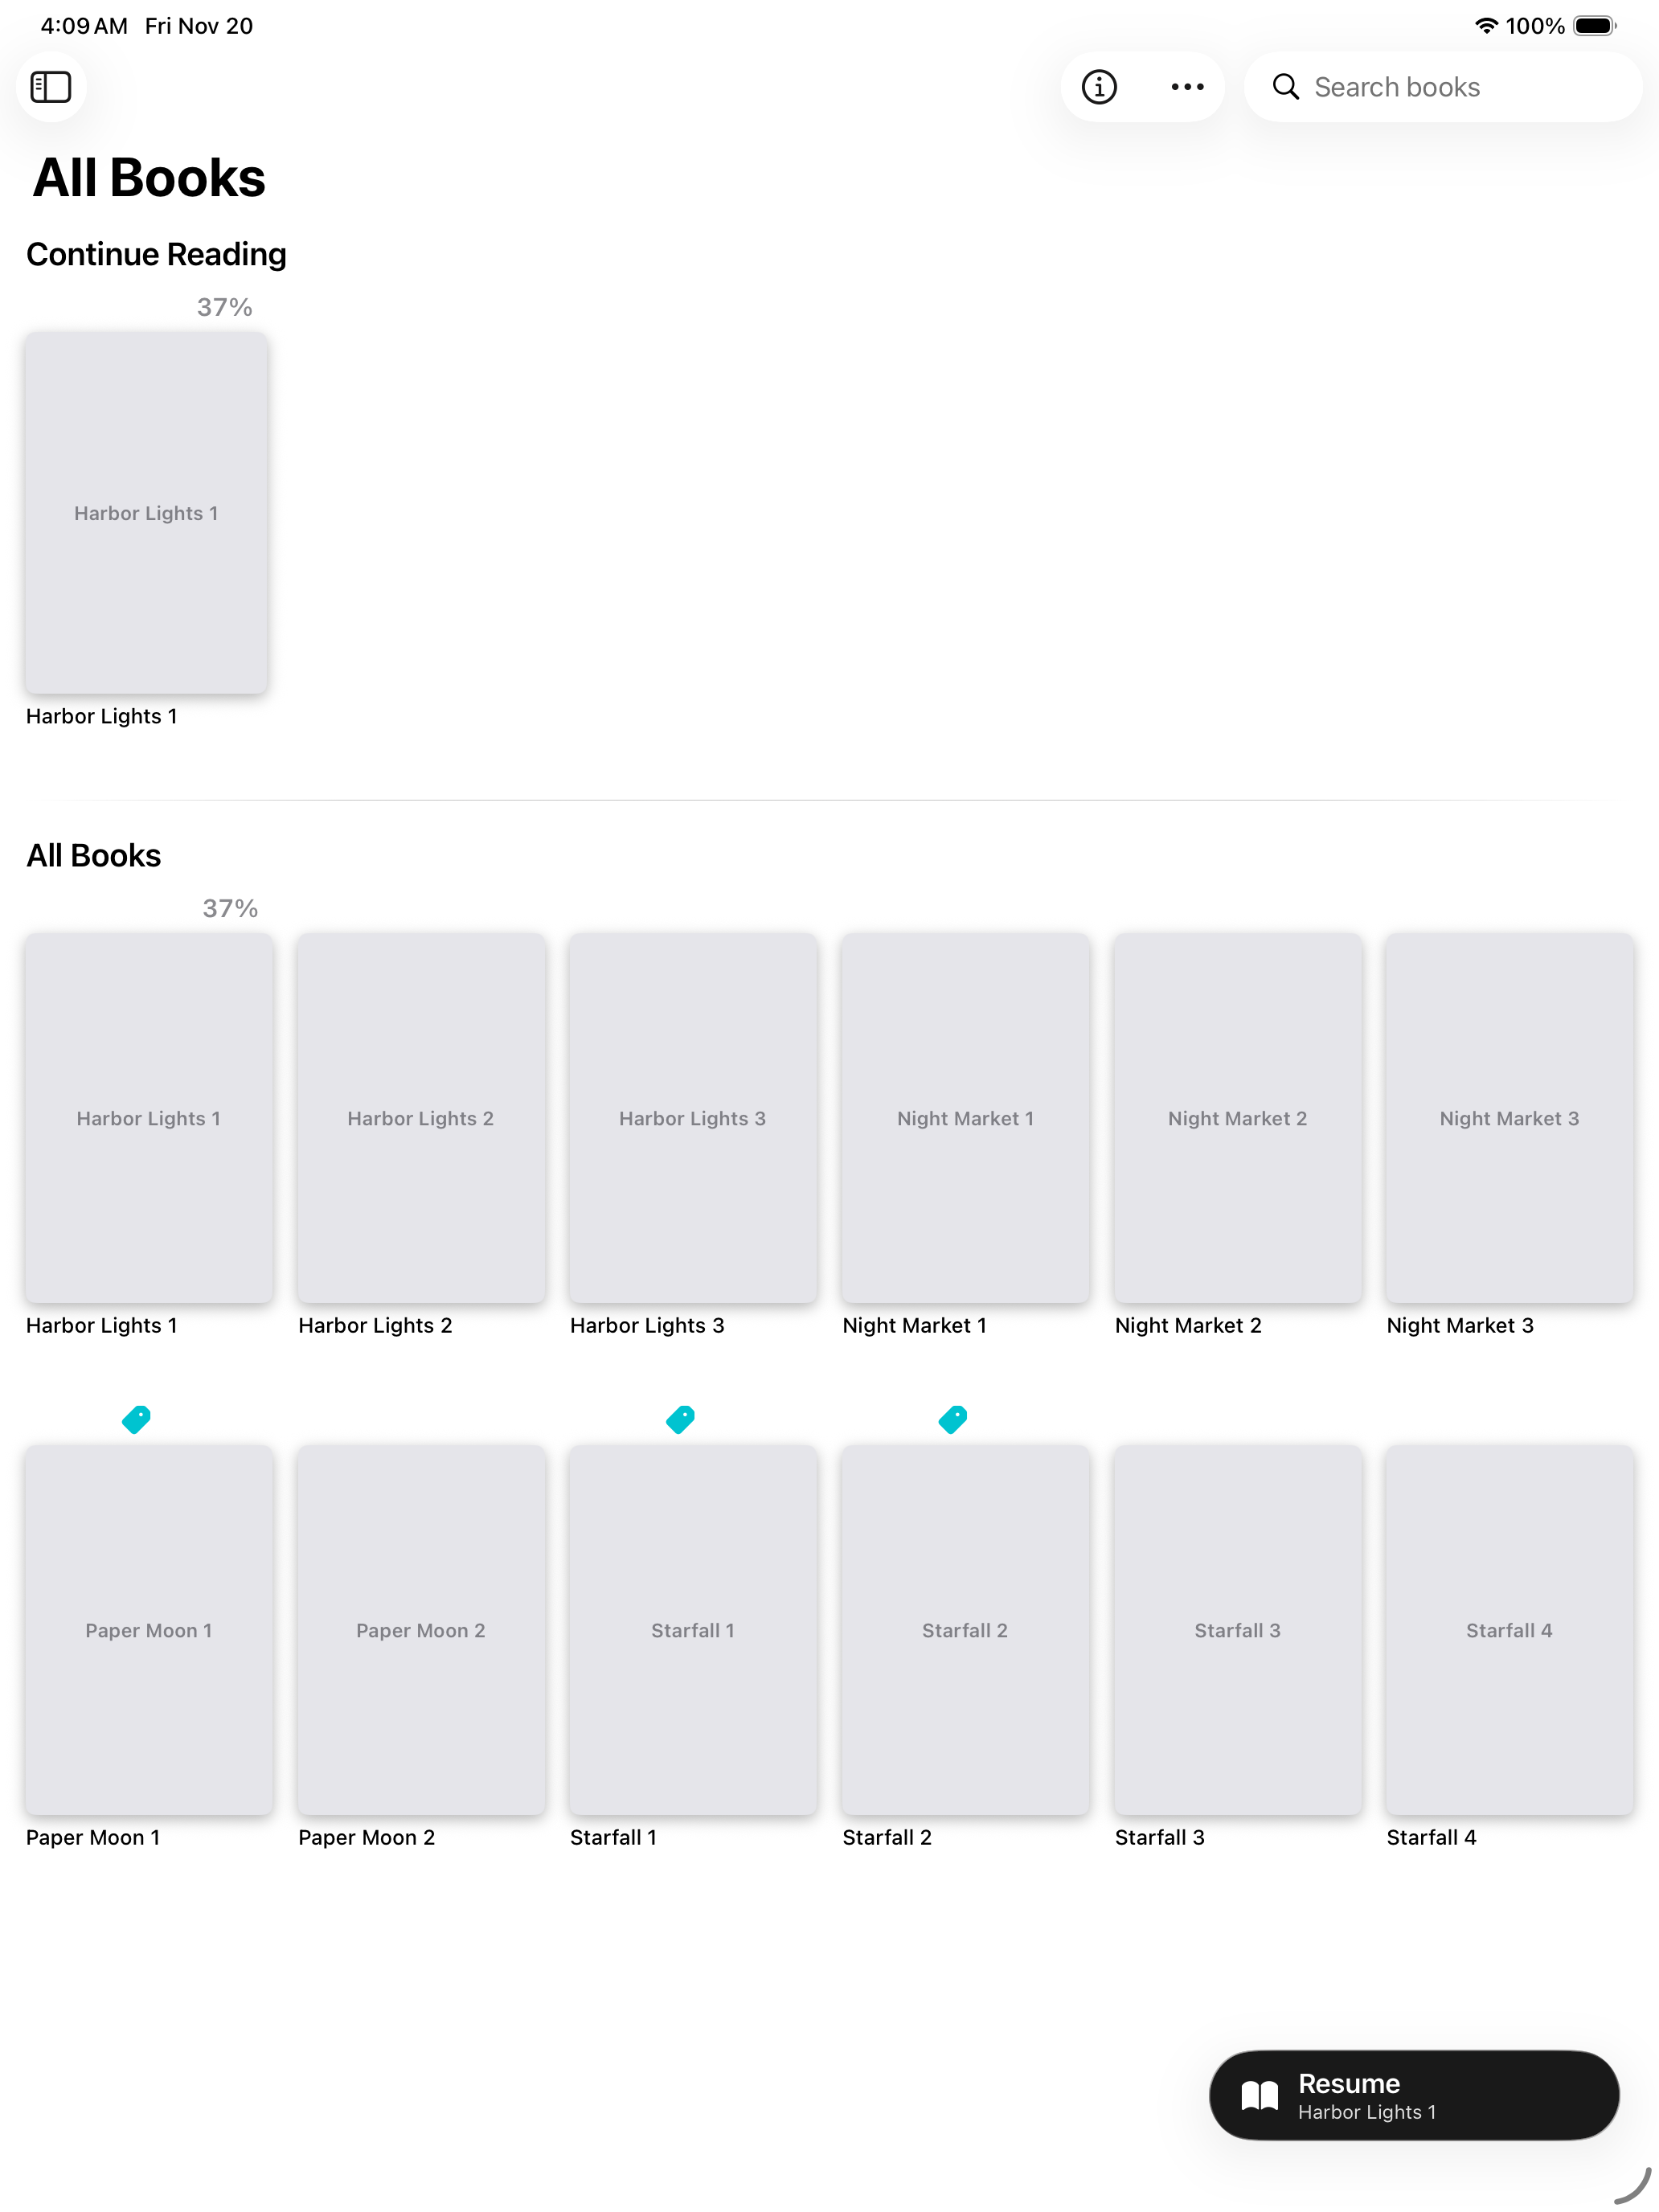 4:09 AM Fri Nov 20 100%
Search books
All Books
Continue Reading
37%
Harbor Lights 1
Harbor Lights 1
All Books
37%
Harbor Lights 1 Harbor Lights 2 Harbor Lights 3 Night Market 1 Night Market 2 Night Market 3
Harbor Lights 1 Harbor Lights 2 Harbor Lights 3 Night Market 1 Night Market 2 Night Market 3
Paper Moon 1 Paper Moon 2 Starfall 1 Starfall 2 Starfall 3 Starfall 4
Paper Moon 1 Paper Moon 2 Starfall 1 Starfall 2 Starfall 3 Starfall 4
Resume
Harbor Lights 1